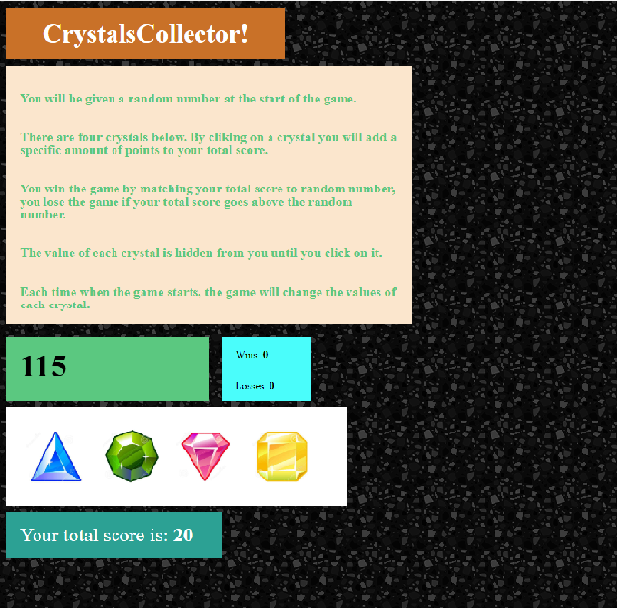 CrystalsCollector!
You will be given a random number at the start of the game.
There are four crystals below. By cliking on a crystal you will add a
specific amount of points to your total score.
You win the game by matching your total score to random number,
you lose the game if your total score goes above the random
number.
The value of each crystal is hidden from you until you click on it.
Each time when the game starts, the game will change the values of
each crystal.
115
Wins: 0
Losses: 0
Your total score is: 20